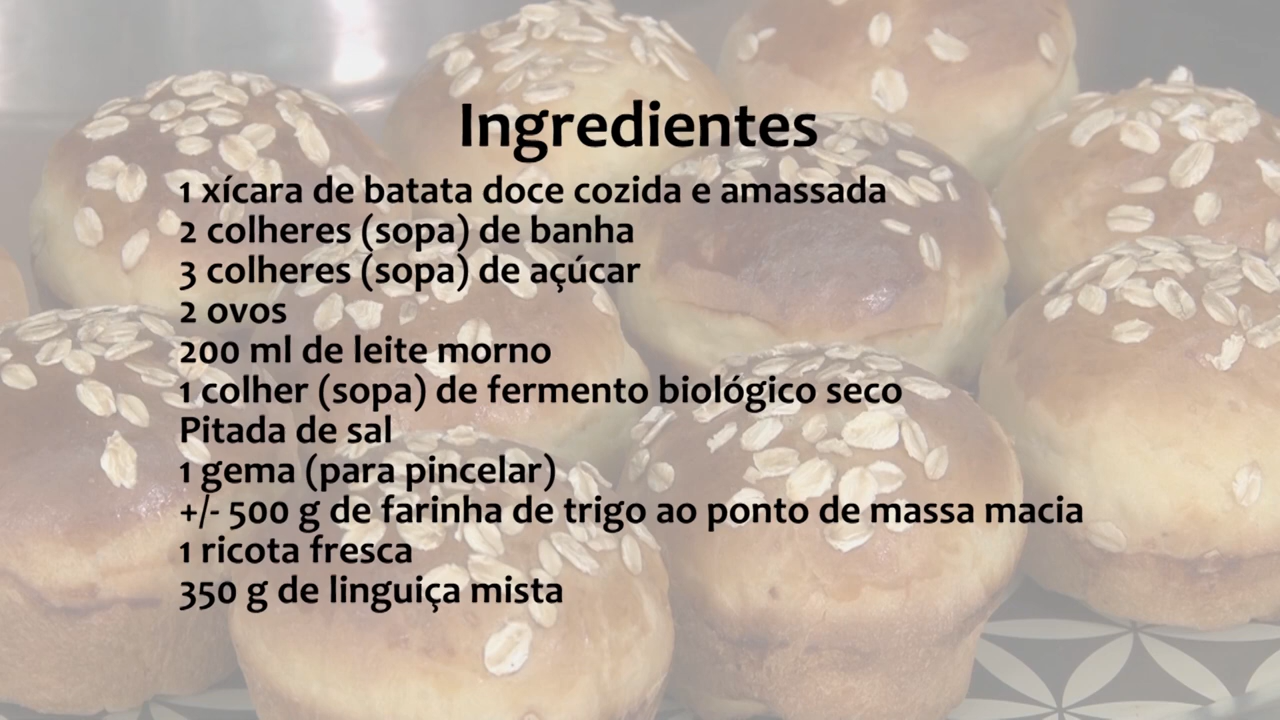 Ingredientes
1 xícara de batata doce cozida e amassada
2 colheres (sopa) de banha
3 colheres (sopa) de açúcar
2 ovos
200 ml de leite morno
1 colher (sopa) de fermento biológico seco
Pitada de sal
1 gema (para pincelar)
+/- 500 g de farinha de trigo ao ponto de massa macia
1 ricota fresca
350 g de linguiça mista